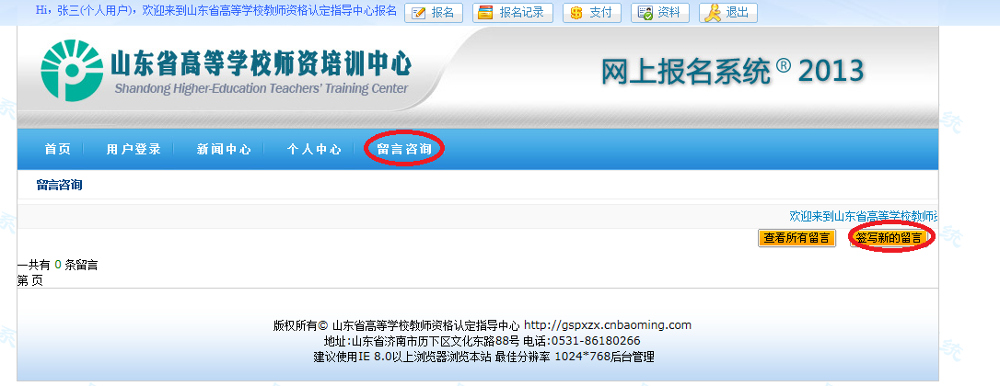 Hi，张三(个人用户)，欢迎来到山东省高等学校教师资格认定指导中心报名 报名 报名记录 支付 资料 退出
山东省高等学校师资培训中心
Shandong Higher-Education Teachers' Training Center
网上报名系统® 2013
首页 用户登录 新闻中心 个人中心 留言咨询
留言咨询
欢迎来到山东省高等学校教师资
查看所有留言 签写新的留言
一共有 0 条留言
第 页
版权所有© 山东省高等学校教师资格认定指导中心 http://gspxzx.cnbaoming.com
地址:山东省济南市历下区文化东路88号 电话:0531-86180266
建议使用IE 8.0以上浏览器浏览本站 最佳分辨率 1024*768后台管理